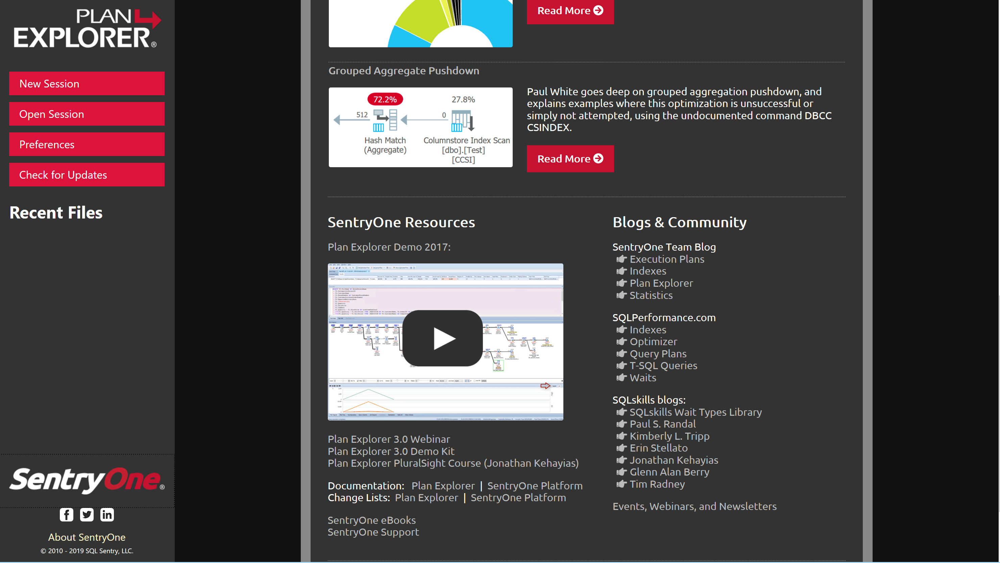 PLAN
EXPLORER®
New Session
Open Session
Preferences
Check for Updates
Recent Files
SentryOne®
About SentryOne
© 2010 - 2019 SQL Sentry, LLC.
Read More
Grouped Aggregate Pushdown
72.2%
27.8%
512
0
Hash Match
(Aggregate)
Columnstore Index Scan
[dbo].[Test]
[CCSI]
Paul White goes deep on grouped aggregation pushdown, and
explains examples where this optimization is unsuccessful or
simply not attempted, using the undocumented command DBCC
CSINDEX.
Read More
SentryOne Resources
Plan Explorer Demo 2017:
Plan Explorer 3.0 Webinar
Plan Explorer 3.0 Demo Kit
Plan Explorer PluralSight Course (Jonathan Kehayias)
Documentation: Plan Explorer | SentryOne Platform
Change Lists: Plan Explorer | SentryOne Platform
SentryOne eBooks
SentryOne Support
Blogs & Community
SentryOne Team Blog
Execution Plans
Indexes
Plan Explorer
Statistics
SQLPerformance.com
Indexes
Optimizer
Query Plans
T-SQL Queries
Waits
SQLskills blogs:
SQLskills Wait Types Library
Paul S. Randal
Kimberly L. Tripp
Erin Stellato
Jonathan Kehayias
Glenn Alan Berry
Tim Radney
Events, Webinars, and Newsletters